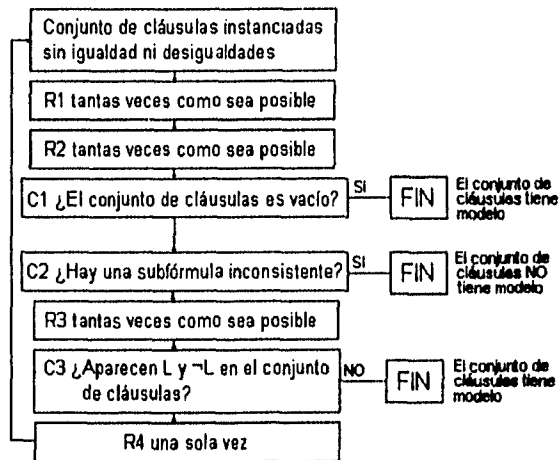 Conjunto de cláusulas instanciadas
sin igualdad ni desigualdades
R1 tantas veces como sea posible
R2 tantas veces como sea posible
C1 ¿El conjunto de cláusulas es vacío?
SI
FIN
El conjunto de
cláusulas tiene
modelo
C2 ¿Hay una subfórmula inconsistente?
SI
FIN
El conjunto de
cláusulas NO
tiene modelo
R3 tantas veces como sea posible
C3 ¿Aparecen L y ¬L en el conjunto
de cláusulas?
NO
FIN
El conjunto de
cláusulas tiene
modelo
R4 una sola vez